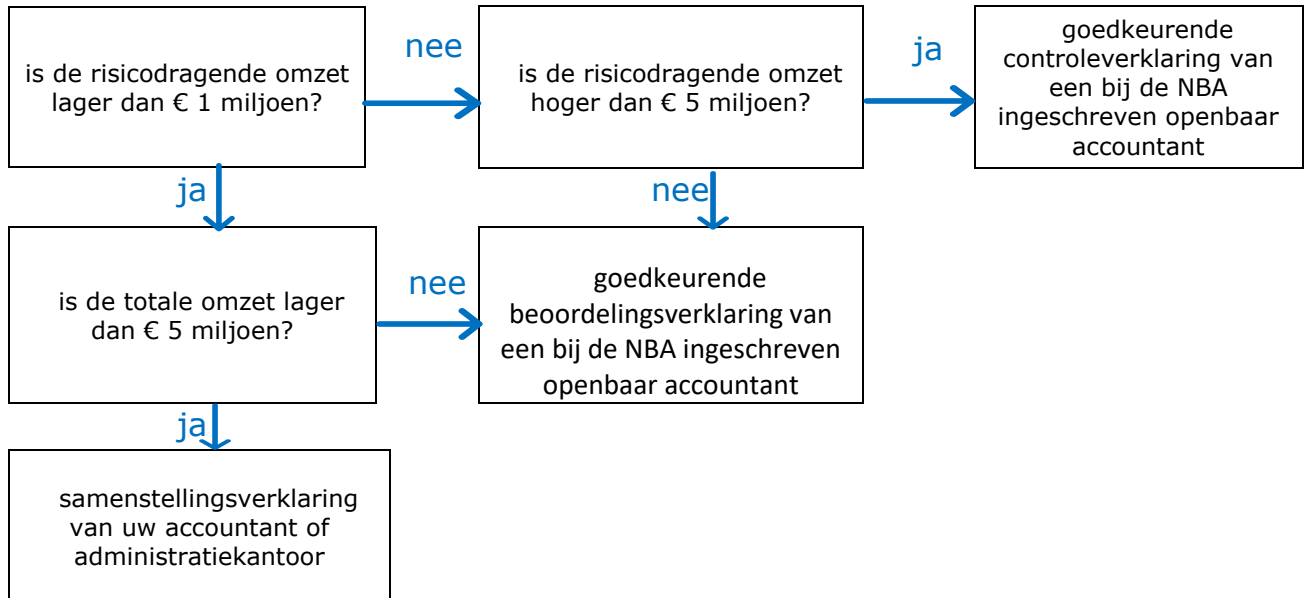 is de risicodragende omzet
lager dan € 1 miljoen?
nee
is de risicodragende omzet
hoger dan € 5 miljoen?
ja
goedkeurende
controleverklaring van
een bij de NBA
ingeschreven openbaar
accountant
ja
nee
is de totale omzet lager
dan € 5 miljoen?
nee
goedkeurende
beoordelingsverklaring van
een bij de NBA ingeschreven
openbaar accountant
ja
samenstellingsverklaring
van uw accountant of
administratiekantoor